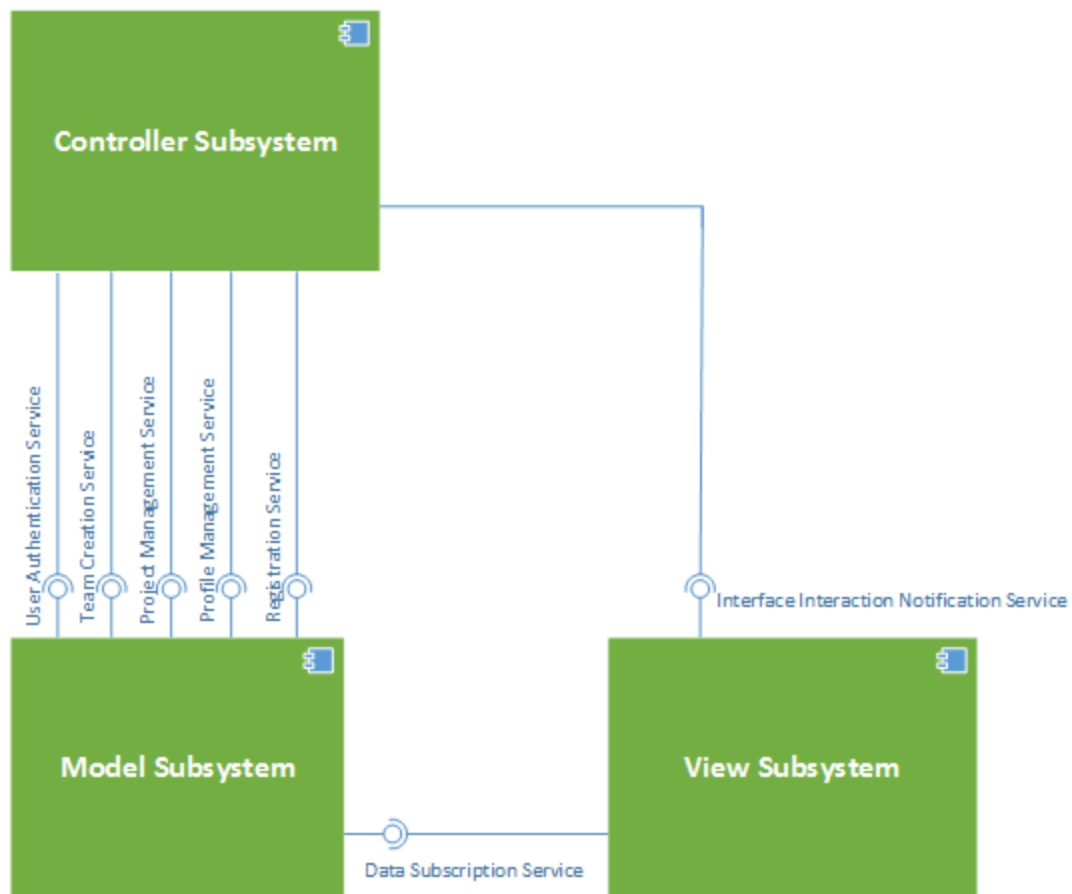 Controller Subsystem
User Authentication Service
Team Creation Service
Project Management Service
Profile Management Service
Registration Service
Interface Interaction Notification Service
Model Subsystem
View Subsystem
Data Subscription Service